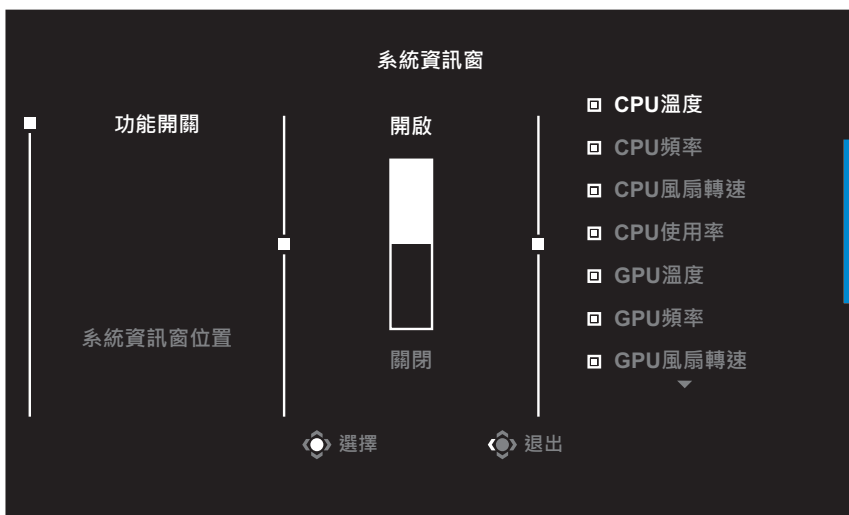 系統資訊窗
功能開關
系統資訊窗位置
開啟
關閉
CPU溫度
CPU頻率
CPU風扇轉速
CPU使用率
GPU溫度
GPU頻率
GPU風扇轉速
選擇
退出